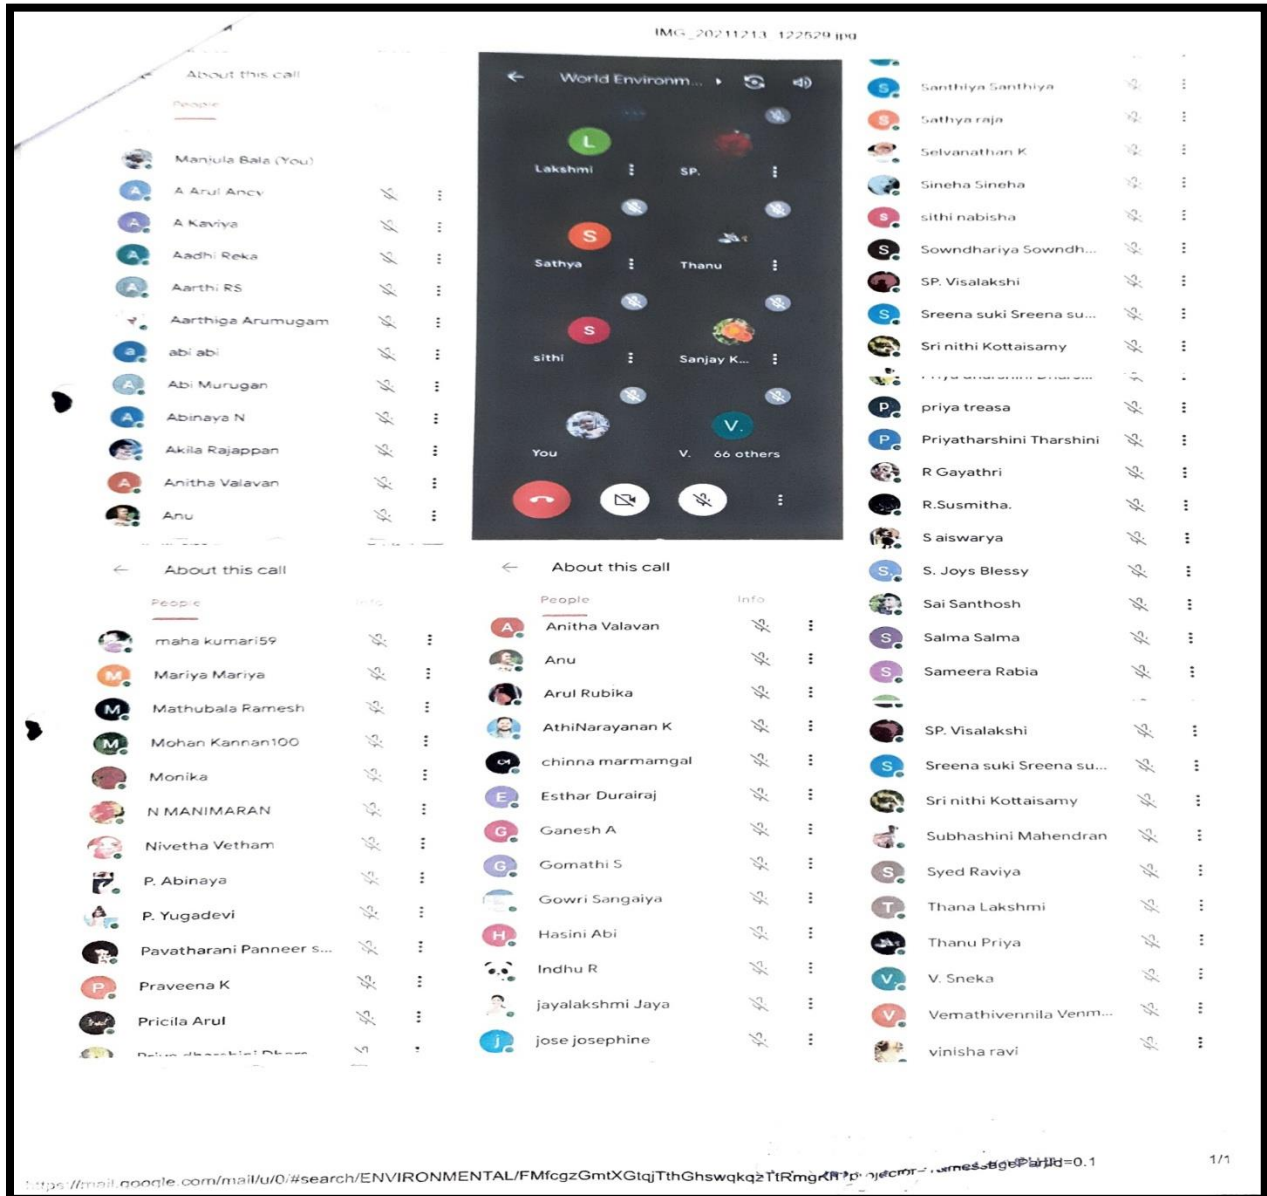 IMG_20211213_122529.jpg
About this call
People
Manjula Bala (You)
A Arul Ancy
A Kaviya
Aadhi Reka
Aarthi RS
Aarthiga Arumugam
abi abi
Abi Murugan
Abinaya N
Akila Rajappan
Anitha Valavan
Anu
World Environm...
L
Lakshmi
SP.
S
Sathya
Thanu
S
sithi
Sanjay K...
You
V.
V. 66 others
Santhiya Santhiya
Sathya raja
Selvanathan K
Sineha Sineha
sithi nabisha
Sowndhariya Sowndh...
SP. Visalakshi
Sreena suki Sreena su...
Sri nithi Kottaisamy
priya treasa
Priyatharshini Tharshini
R Gayathri
R.Susmitha.
S aiswarya
S. Joys Blessy
Sai Santhosh
Salma Salma
Sameera Rabia
SP. Visalakshi
Sreena suki Sreena su...
Sri nithi Kottaisamy
Subhashini Mahendran
Syed Raviya
Thana Lakshmi
Thanu Priya
V. Sneka
Vemathivennila Venm...
vinisha ravi
About this call
People Info
maha kumari59
Mariya Mariya
Mathubala Ramesh
Mohan Kannan100
Monika
N MANIMARAN
Nivetha Vetham
P. Abinaya
P. Yugadevi
Pavatharani Panneer s...
Praveena K
Pricila Arul
About this call
People Info
Anitha Valavan
Anu
Arul Rubika
AthiNarayanan K
chinna marmamgal
Esthar Durairaj
Ganesh A
Gomathi S
Gowri Sangaiya
Hasini Abi
Indhu R
jayalakshmi Jaya
jose josephine
1/1